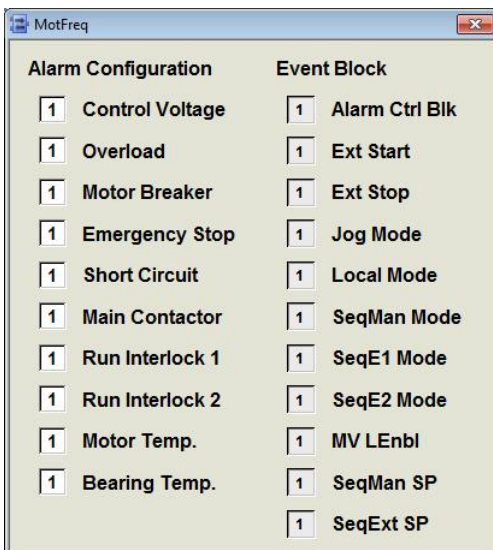 MotFreq
Alarm Configuration Event Block
1 Control Voltage 1 Alarm Ctrl Blk
1 Overload 1 Ext Start
1 Motor Breaker 1 Ext Stop
1 Emergency Stop 1 Jog Mode
1 Short Circuit 1 Local Mode
1 Main Contactor 1 SeqMan Mode
1 Run Interlock 1 1 SeqE1 Mode
1 Run Interlock 2 1 SeqE2 Mode
1 Motor Temp. 1 MV LEnbl
1 Bearing Temp. 1 SeqMan SP
1 SeqExt SP